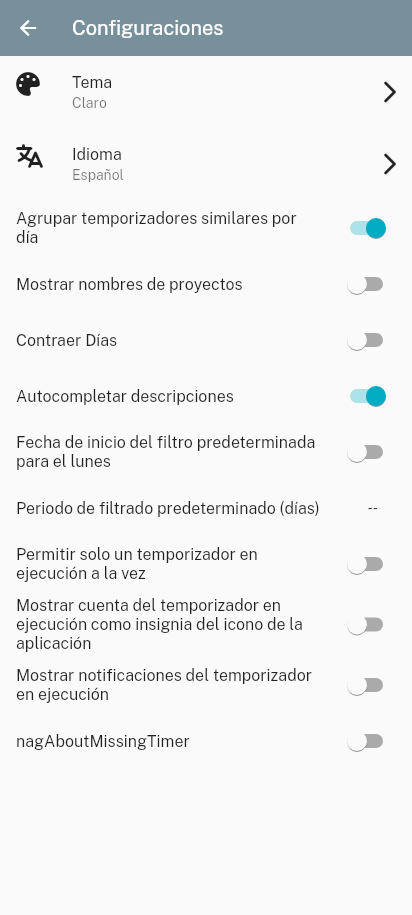 Configuraciones
Tema
Claro
Idioma
Español
Agrupar temporizadores similares por
día
Mostrar nombres de proyectos
Contraer Días
Autocompletar descripciones
Fecha de inicio del filtro predeterminada
para el lunes
Periodo de filtrado predeterminado (días)
--
Permitir solo un temporizador en
ejecución a la vez
Mostrar cuenta del temporizador en
ejecución como insignia del icono de la
aplicación
Mostrar notificaciones del temporizador
en ejecución
nagAboutMissingTimer